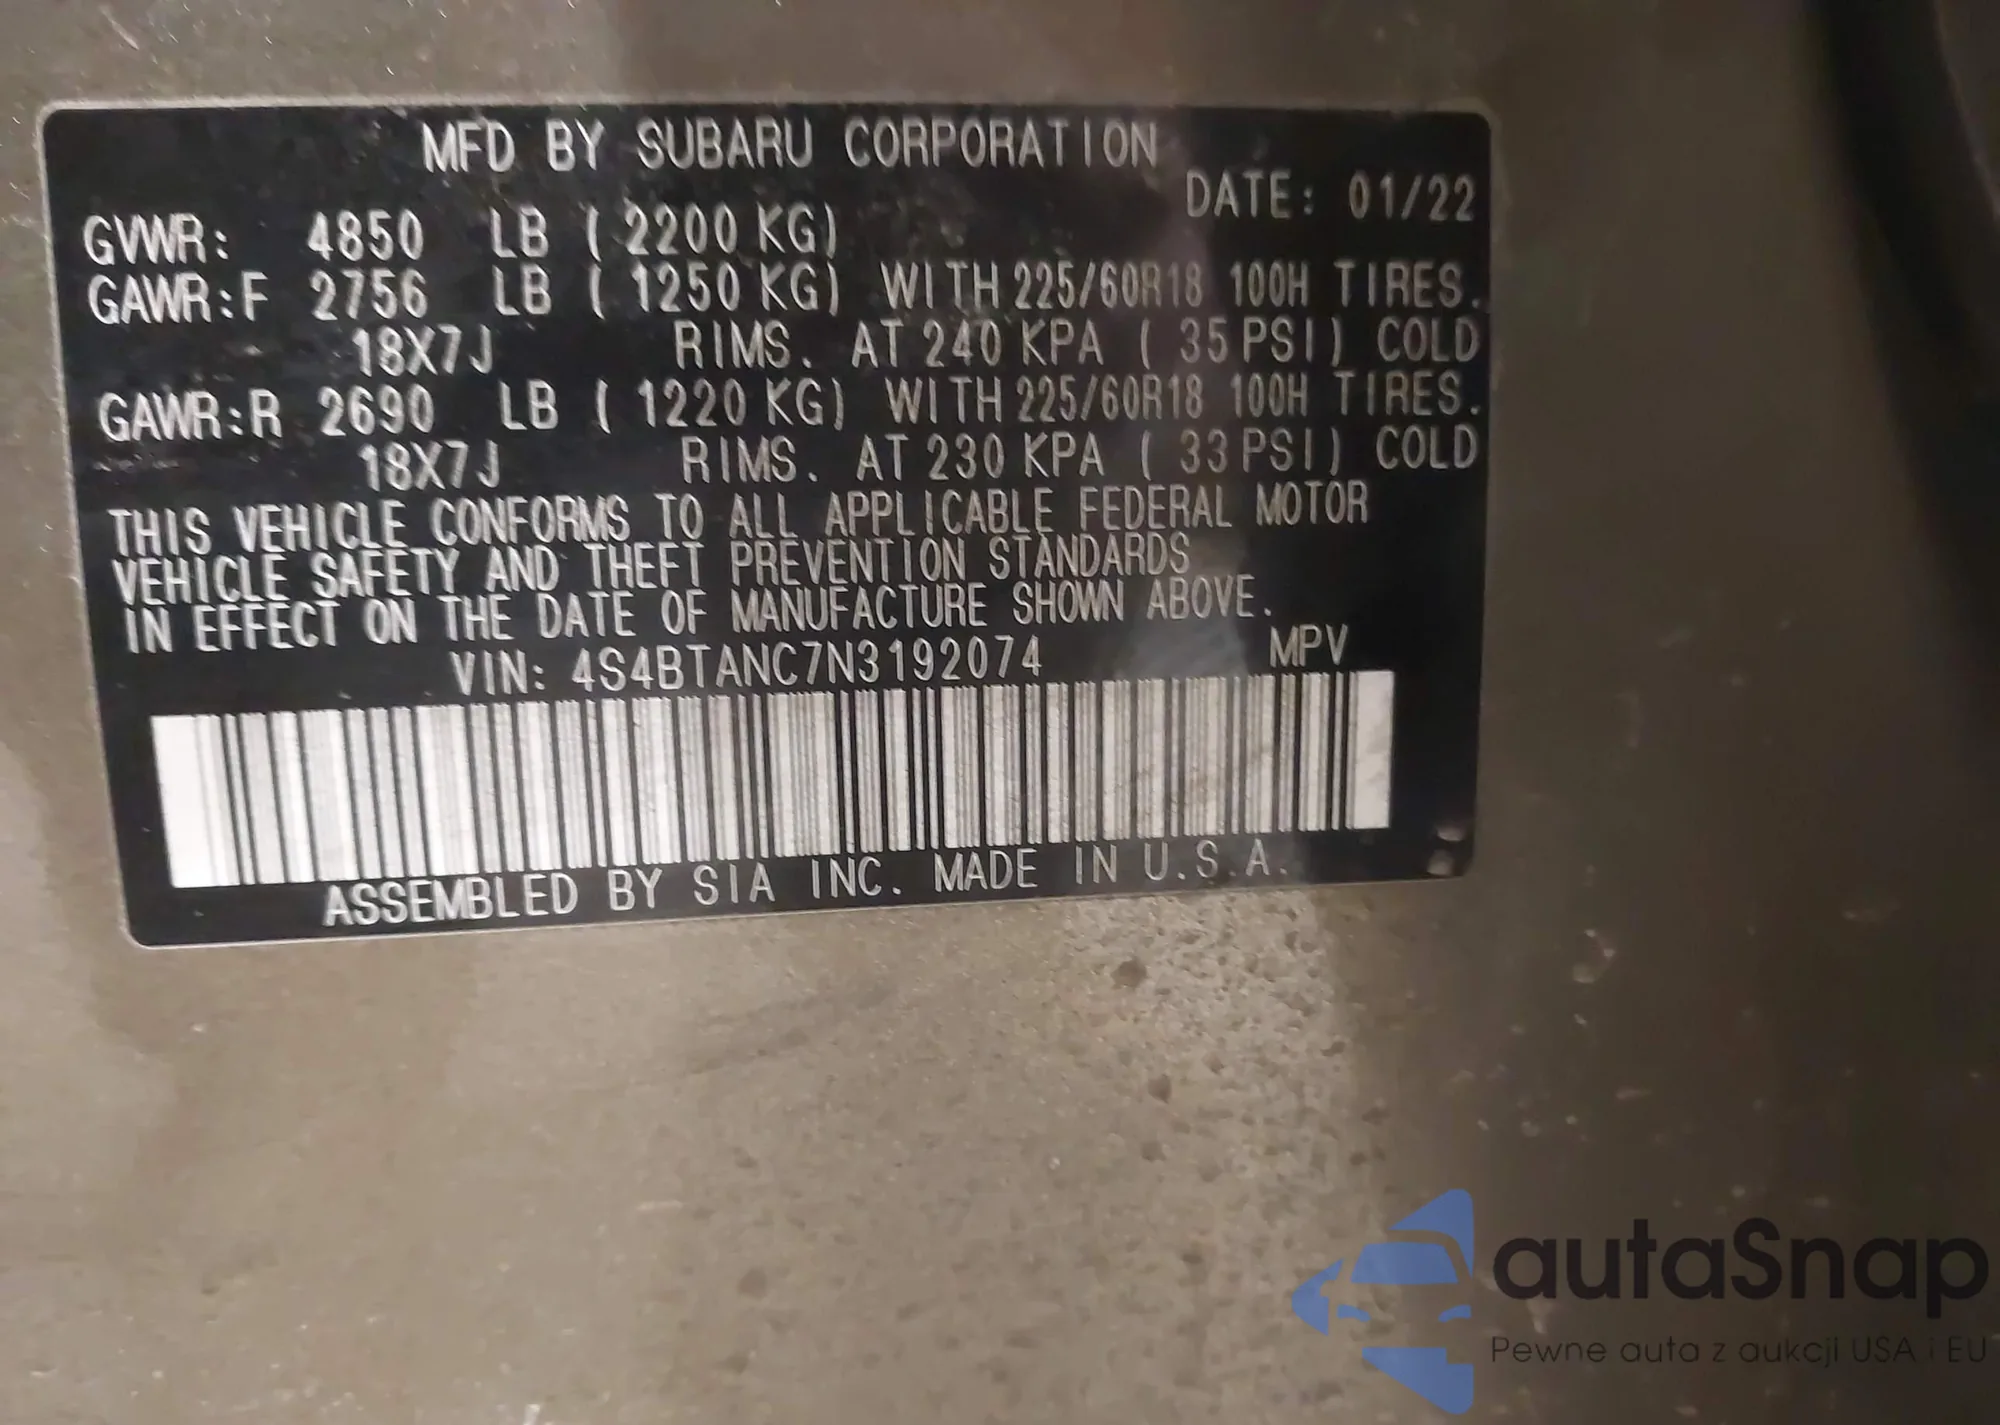 MFD BY SUBARU CORPORATION
DATE: 01/22
GVWR: 4850 LB ( 2200 KG)
GAWR:F 2756 LB ( 1250 KG) WITH 225/60R18 100H TIRES.
18X7J RIMS. AT 240 KPA ( 35 PSI) COLD
GAWR:R 2690 LB ( 1220 KG) WITH 225/60R18 100H TIRES.
18X7J RIMS. AT 230 KPA ( 33 PSI) COLD
THIS VEHICLE CONFORMS TO ALL APPLICABLE FEDERAL MOTOR
VEHICLE SAFETY AND THEFT PREVENTION STANDARDS
IN EFFECT ON THE DATE OF MANUFACTURE SHOWN ABOVE.
VIN: 4S4BTANC7N3192074 MPV
ASSEMBLED BY SIA INC. MADE IN U.S.A.
autaSnap
Pewne auta z aukcji USA i EU